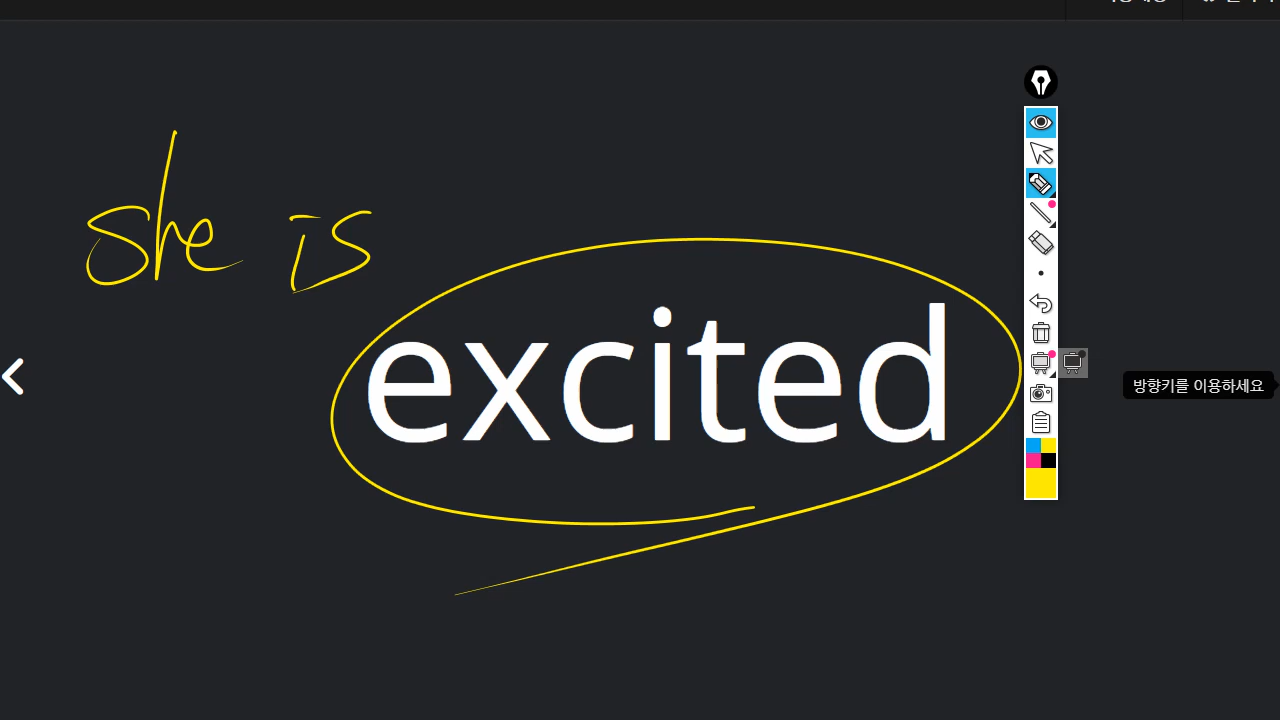 she is
excited
방향키를 이용하세요